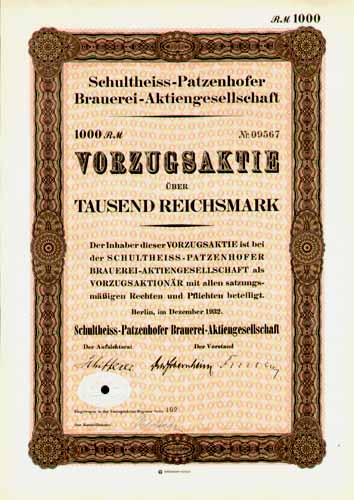 RM 1000
Schultheiss-Patzenhofer
Brauerei-Aktiengesellschaft
1000 RM
№ 09567
VORZUGSAKTIE
ÜBER
TAUSEND REICHSMARK
Der Inhaber dieser VORZUGSAKTIE ist bei
der SCHULTHEISS-PATZENHOFER
BRAUEREI-AKTIENGESELLSCHAFT als
VORZUGSAKTIONÄR mit allen satzungs-
mäßigen Rechten und Pflichten beteiligt.
Berlin, im Dezember 1932.
Schultheiss-Patzenhofer Brauerei-Aktiengesellschaft
Der Aufsichtsrat
Der Vorstand